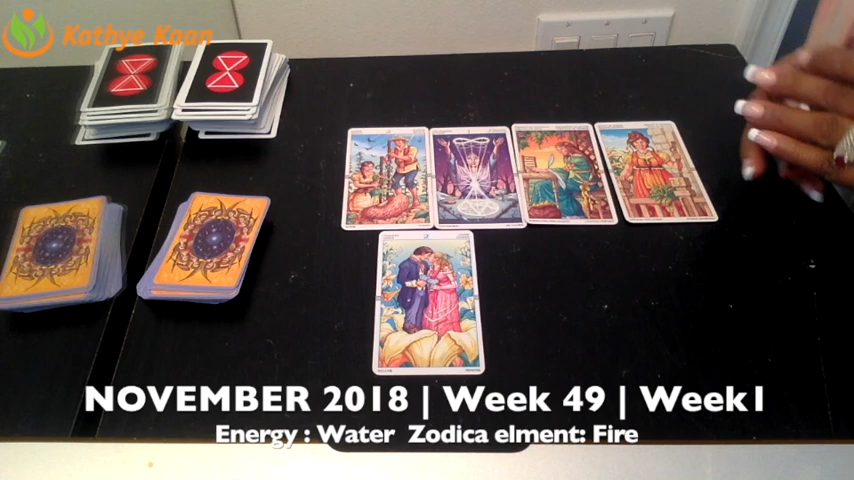 Kathye Kaan
NOVEMBER 2018 | Week 49 | Week1
Energy : Water Zodica elment: Fire